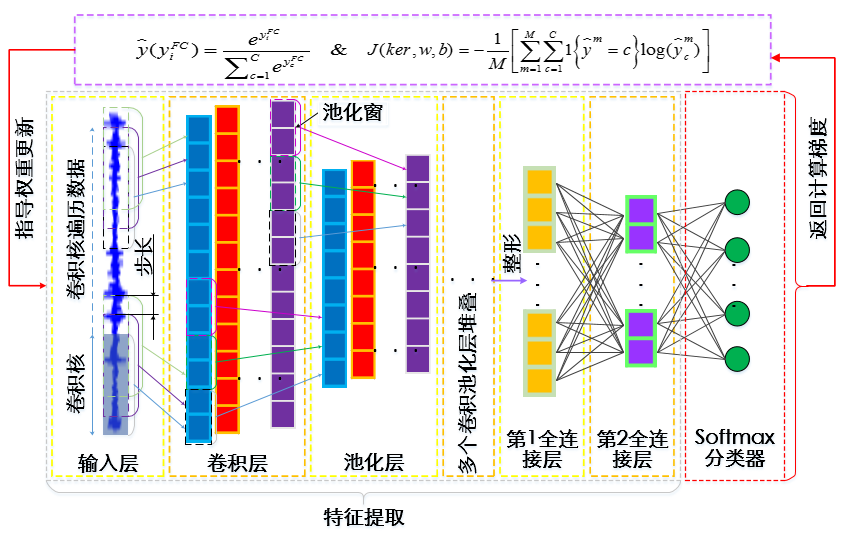 ŷ(y_i^{FC}) = e^{y_i^{FC}} / ∑_{c=1}^{C} e^{y_c^{FC}} & J(ker, w, b) = −1/M [∑_{m=1}^{M} ∑_{c=1}^{C} 1{ŷ^m = c} log(ŷ_c^m)]
指导权重更新
返回计算梯度
池化窗
卷积核遍历数据
步长
卷积核
整形
多个卷积池化层堆叠
输入层
卷积层
池化层
第1全连
接层
第2全连
接层
Softmax
分类器
特征提取